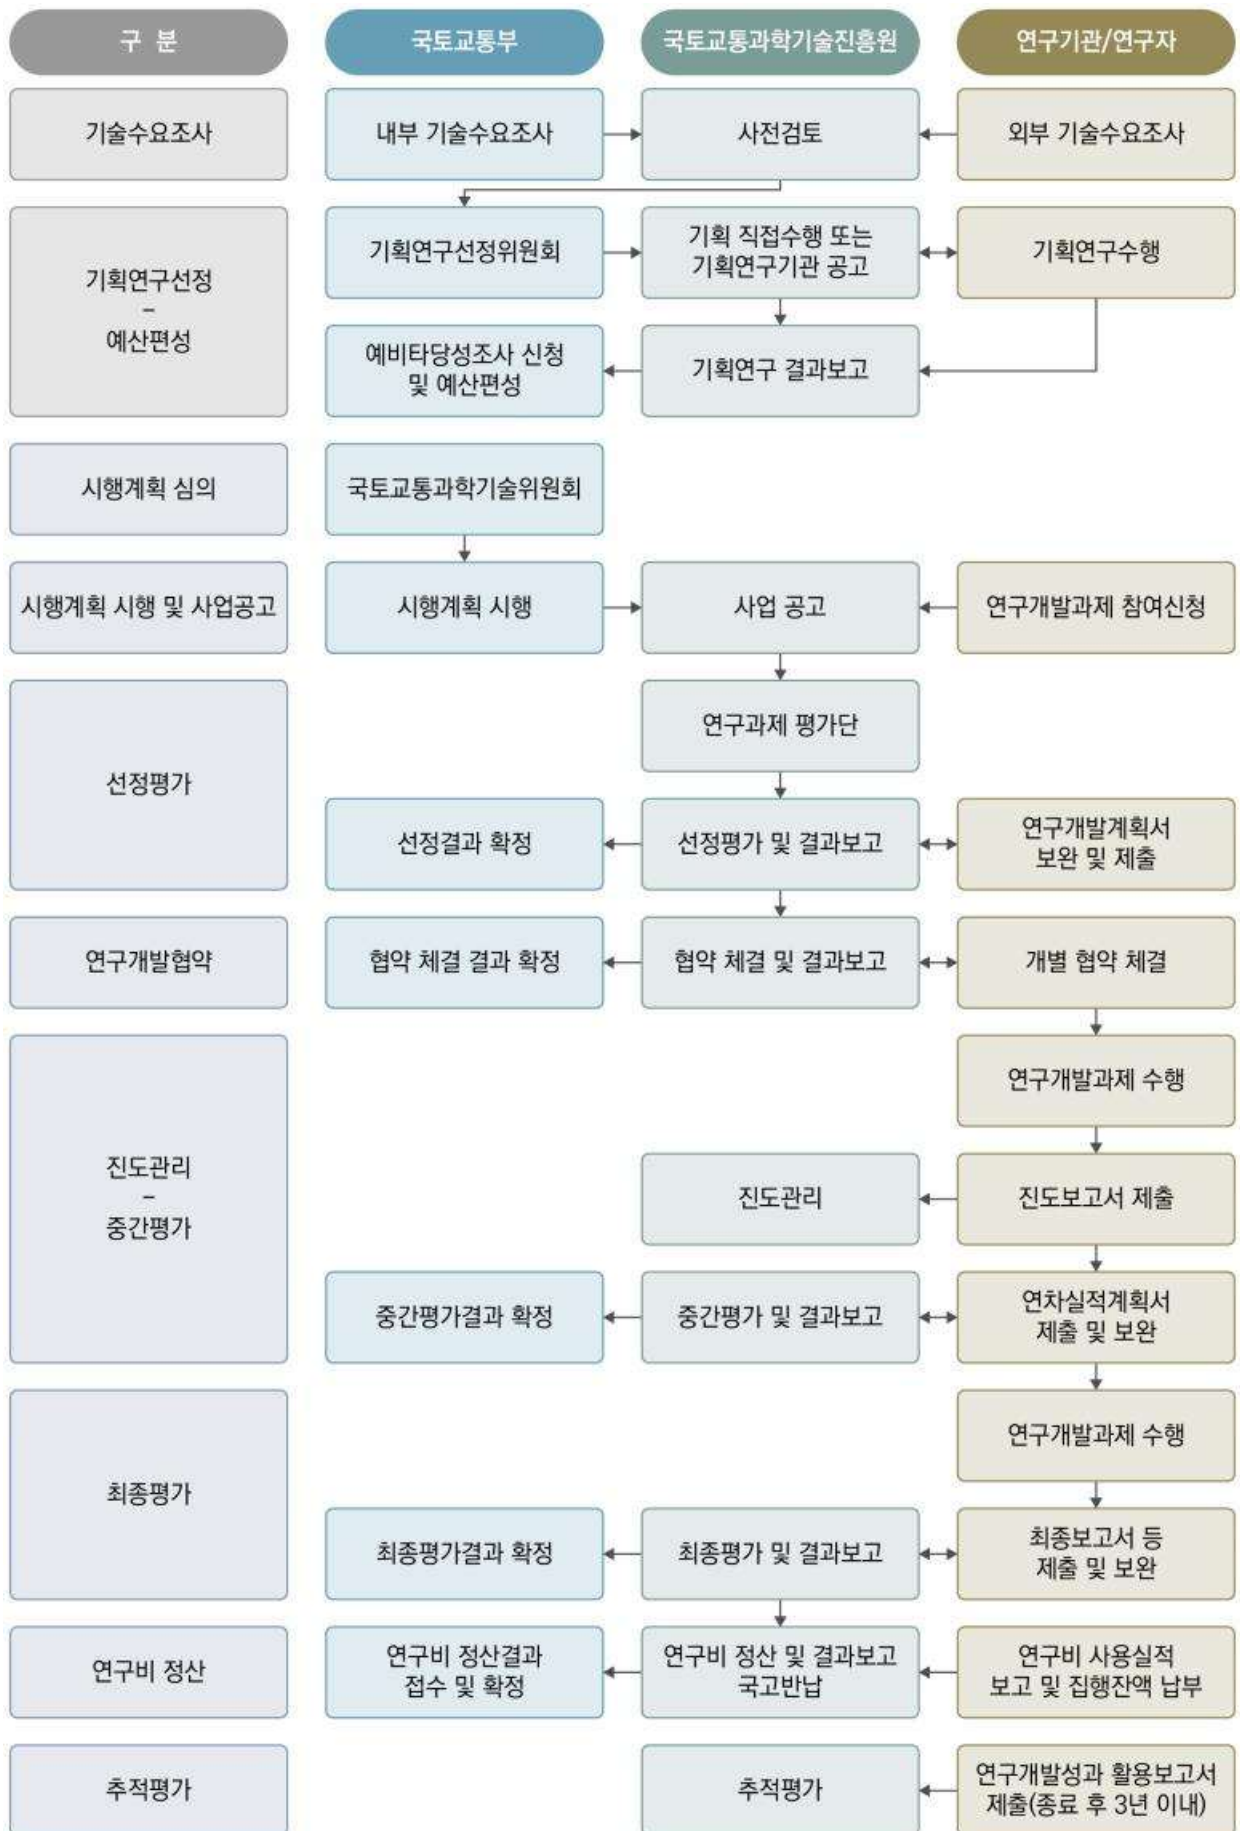 구 분
국토교통부
국토교통과학기술진흥원
연구기관/연구자
기술수요조사
내부 기술수요조사
사전검토
외부 기술수요조사
기획연구선정
–
예산편성
기획연구선정위원회
기획 직접수행 또는
기획연구기관 공고
기획연구수행
예비타당성조사 신청
및 예산편성
기획연구 결과보고
시행계획 심의
국토교통과학기술위원회
시행계획 시행 및 사업공고
시행계획 시행
사업 공고
연구개발과제 참여신청
선정평가
연구과제 평가단
선정결과 확정
선정평가 및 결과보고
연구개발계획서
보완 및 제출
연구개발협약
협약 체결 결과 확정
협약 체결 및 결과보고
개별 협약 체결
진도관리
–
중간평가
연구개발과제 수행
진도관리
진도보고서 제출
중간평가결과 확정
중간평가 및 결과보고
연차실적계획서
제출 및 보완
최종평가
연구개발과제 수행
최종평가결과 확정
최종평가 및 결과보고
최종보고서 등
제출 및 보완
연구비 정산
연구비 정산결과
접수 및 확정
연구비 정산 및 결과보고
국고반납
연구비 사용실적
보고 및 집행잔액 납부
추적평가
추적평가
연구개발성과 활용보고서
제출(종료 후 3년 이내)